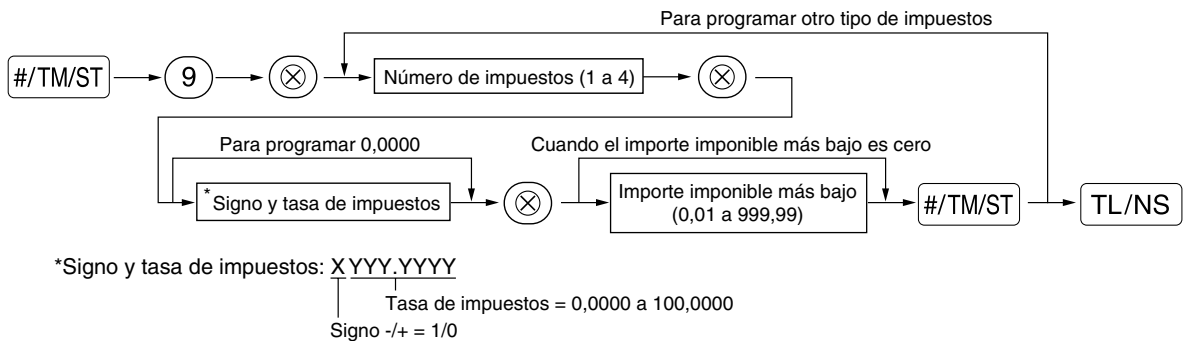 Para programar otro tipo de impuestos
#/TM/ST 9 ⊗ Número de impuestos (1 a 4) ⊗
Para programar 0,0000 Cuando el importe imponible más bajo es cero
*Signo y tasa de impuestos ⊗ Importe imponible más bajo (0,01 a 999,99) #/TM/ST TL/NS
*Signo y tasa de impuestos: X YYY.YYYY
Tasa de impuestos = 0,0000 a 100,0000
Signo -/+ = 1/0